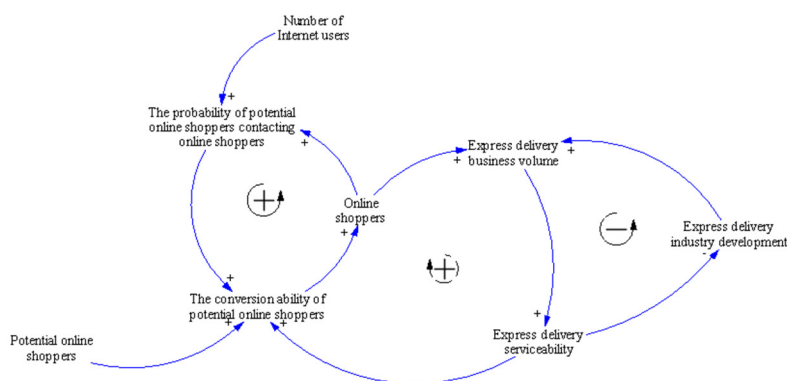 Number of
Internet users
+
The probability of potential
online shoppers contacting
online shoppers
+
Express delivery
business volume
+
+
+
Online
shoppers
+
Express delivery
industry development
-
−
+
+
The conversion ability of
potential online shoppers
+
+
+
Express delivery
serviceability
Potential online
shoppers